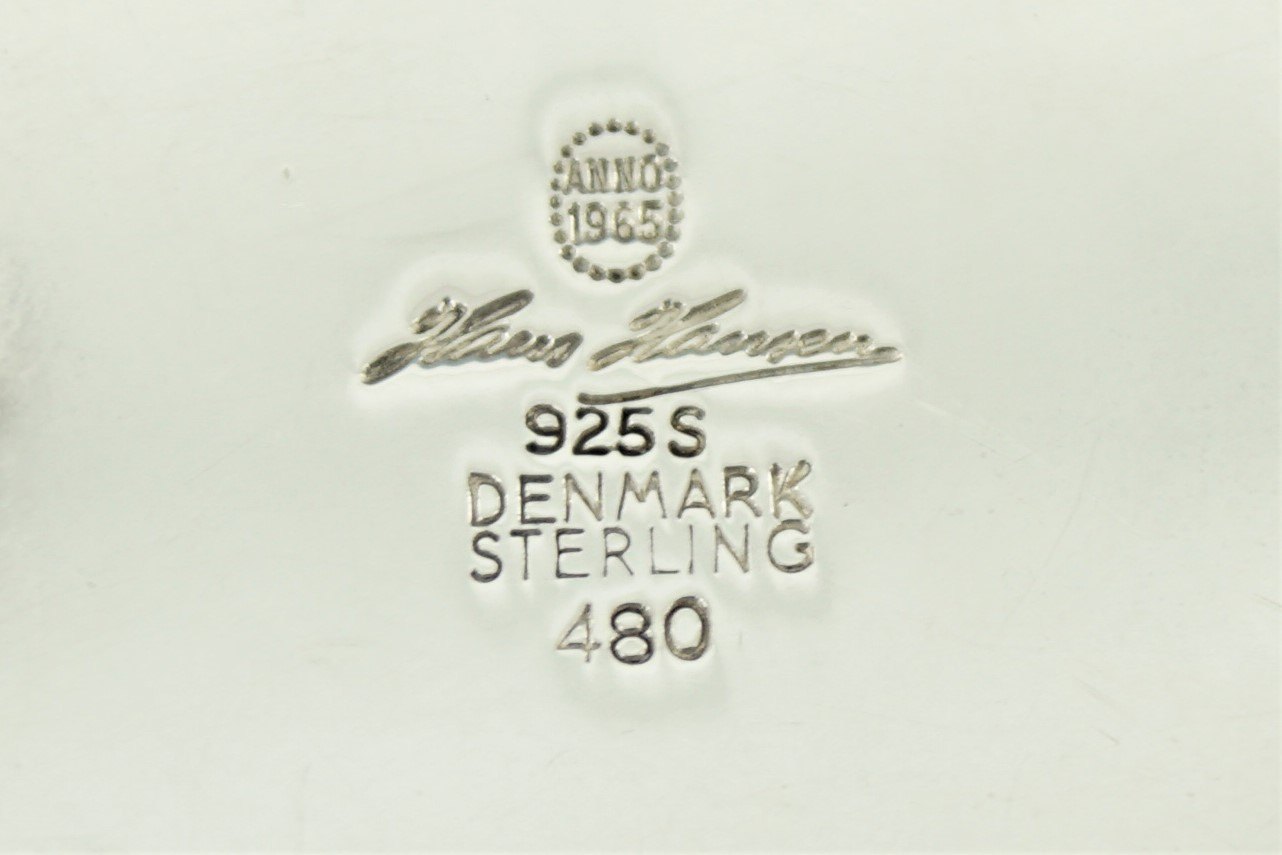 ANNO
1965
Hans Hansen
925S
DENMARK
STERLING
480